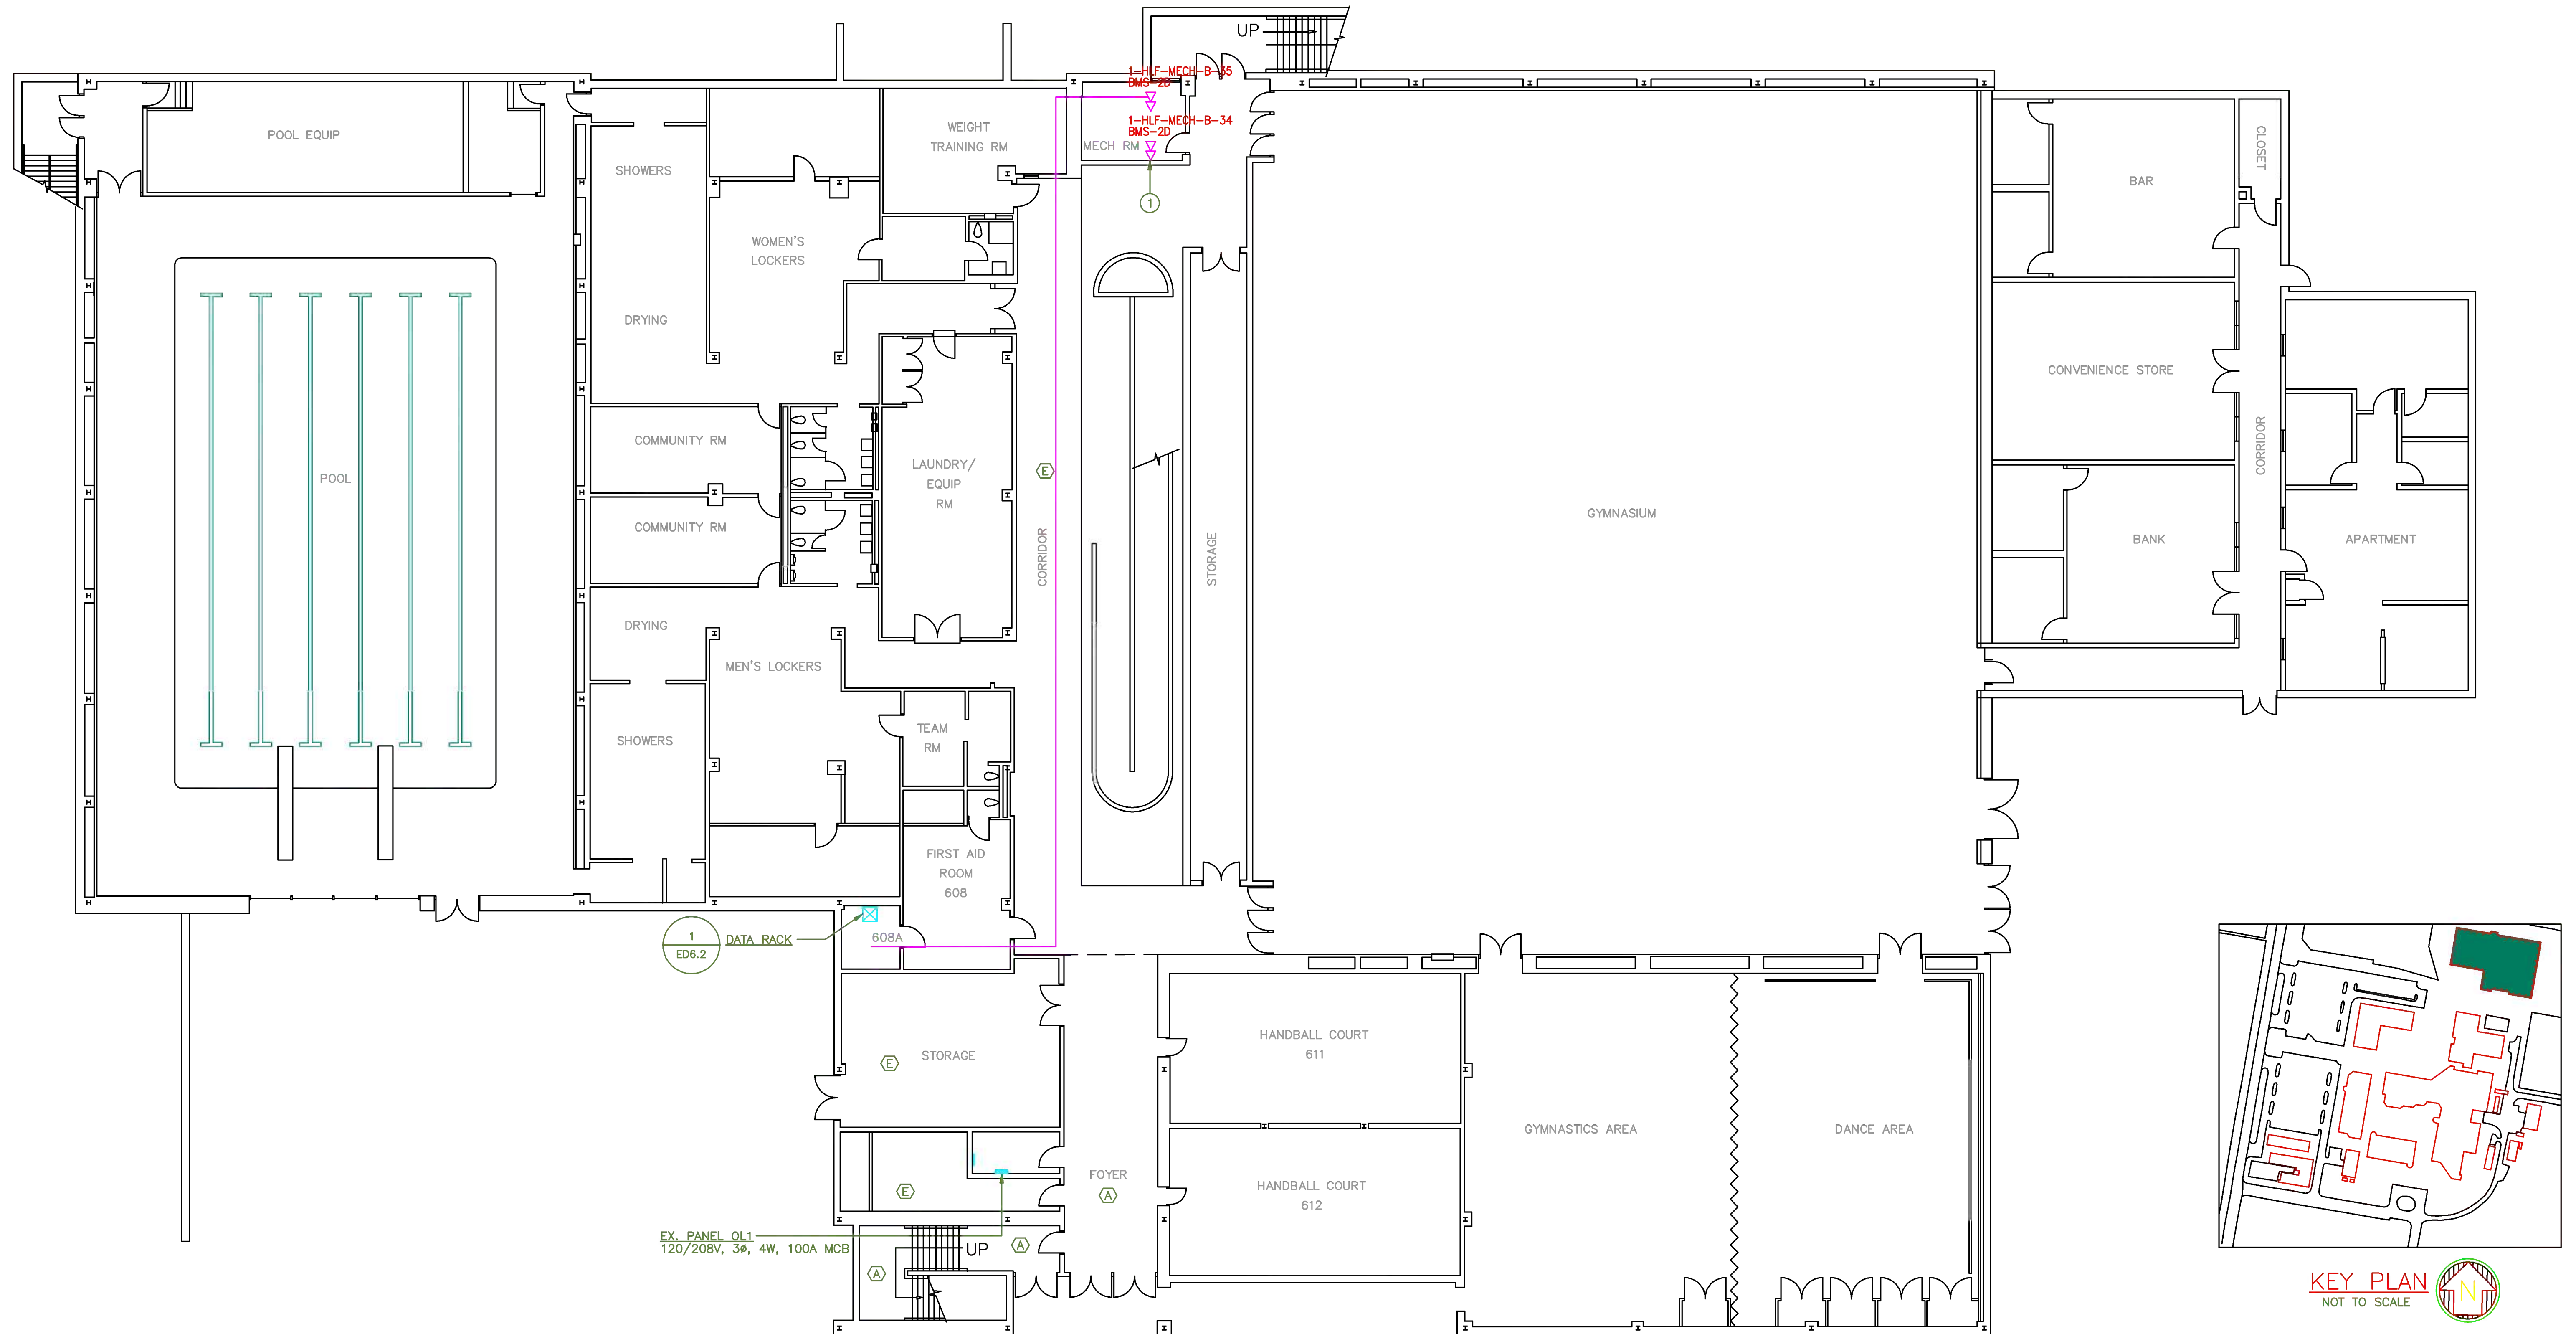 UP
1-HLF-MECH-B-35
BMS-2D
1-HLF-MECH-B-34
BMS-2D
MECH RM
1
POOL EQUIP
WEIGHT
TRAINING RM
SHOWERS
WOMEN'S
LOCKERS
DRYING
BAR
CLOSET
CONVENIENCE STORE
CORRIDOR
COMMUNITY RM
COMMUNITY RM
LAUNDRY/
EQUIP
RM
E
CORRIDOR
STORAGE
POOL
GYMNASIUM
BANK
APARTMENT
DRYING
MEN'S LOCKERS
SHOWERS
TEAM
RM
FIRST AID
ROOM
608
608A
1
ED6.2
DATA RACK
STORAGE
E
HANDBALL COURT
611
GYMNASTICS AREA
DANCE AREA
FOYER
A
E
HANDBALL COURT
612
EX. PANEL OL1
120/208V, 3ø, 4W, 100A MCB
UP
A
A
KEY PLAN
NOT TO SCALE
N